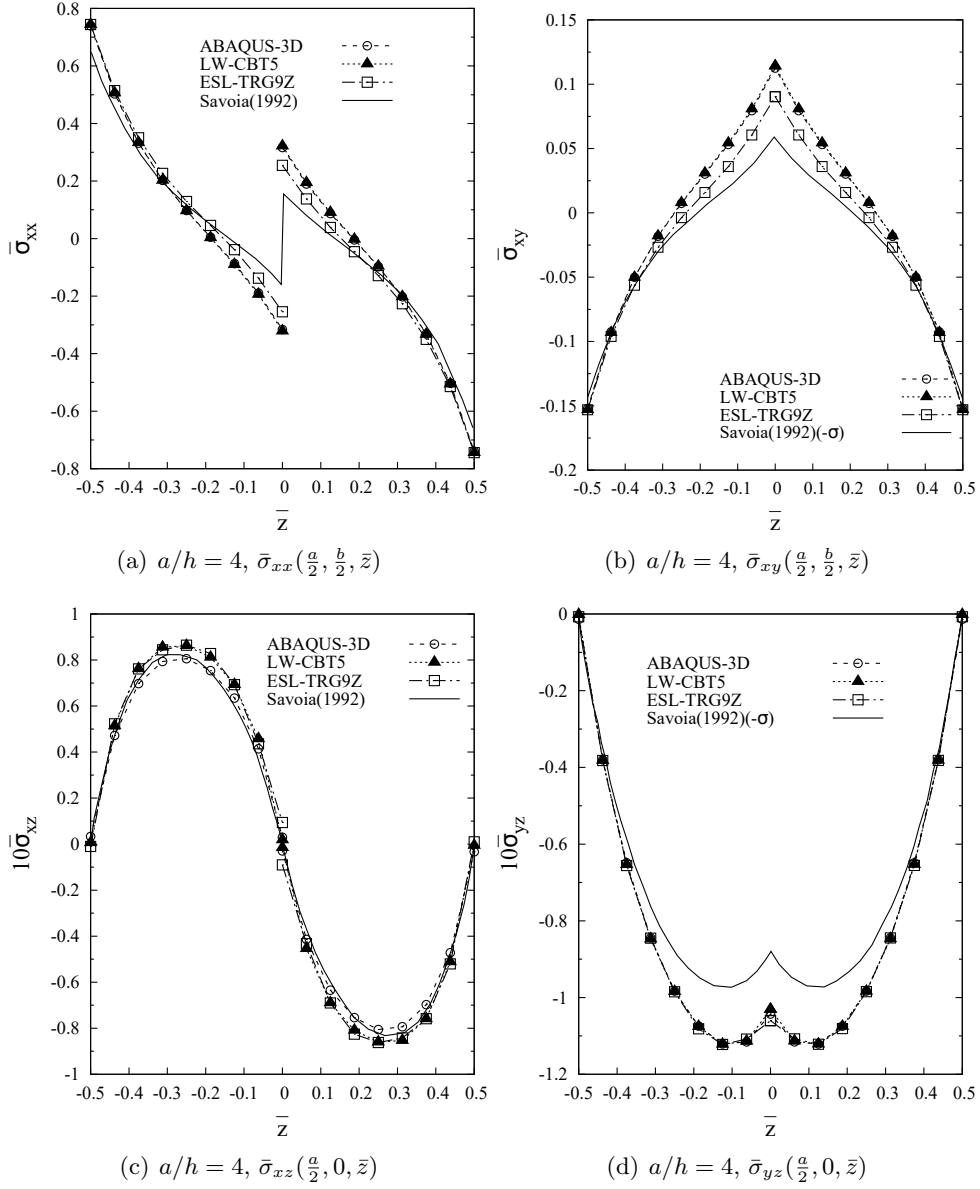 0.8
0.6
0.4
0.2
0
-0.2
-0.4
-0.6
-0.8
σ̄xx
ABAQUS-3D
LW-CBT5
ESL-TRG9Z
Savoia(1992)
-0.5 -0.4 -0.3 -0.2 -0.1 0 0.1 0.2 0.3 0.4 0.5
z̄
(a) a/h = 4, σ̄xx(a/2, b/2, z̄)
0.15
0.1
0.05
0
-0.05
-0.1
-0.15
-0.2
σ̄xy
ABAQUS-3D
LW-CBT5
ESL-TRG9Z
Savoia(1992)(-σ)
-0.5 -0.4 -0.3 -0.2 -0.1 0 0.1 0.2 0.3 0.4 0.5
z̄
(b) a/h = 4, σ̄xy(a/2, b/2, z̄)
1
0.8
0.6
0.4
0.2
0
-0.2
-0.4
-0.6
-0.8
-1
10σ̄xz
ABAQUS-3D
LW-CBT5
ESL-TRG9Z
Savoia(1992)
-0.5 -0.4 -0.3 -0.2 -0.1 0 0.1 0.2 0.3 0.4 0.5
z̄
(c) a/h = 4, σ̄xz(a/2, 0, z̄)
0
-0.2
-0.4
-0.6
-0.8
-1
-1.2
10σ̄yz
ABAQUS-3D
LW-CBT5
ESL-TRG9Z
Savoia(1992)(-σ)
-0.5 -0.4 -0.3 -0.2 -0.1 0 0.1 0.2 0.3 0.4 0.5
z̄
(d) a/h = 4, σ̄yz(a/2, 0, z̄)